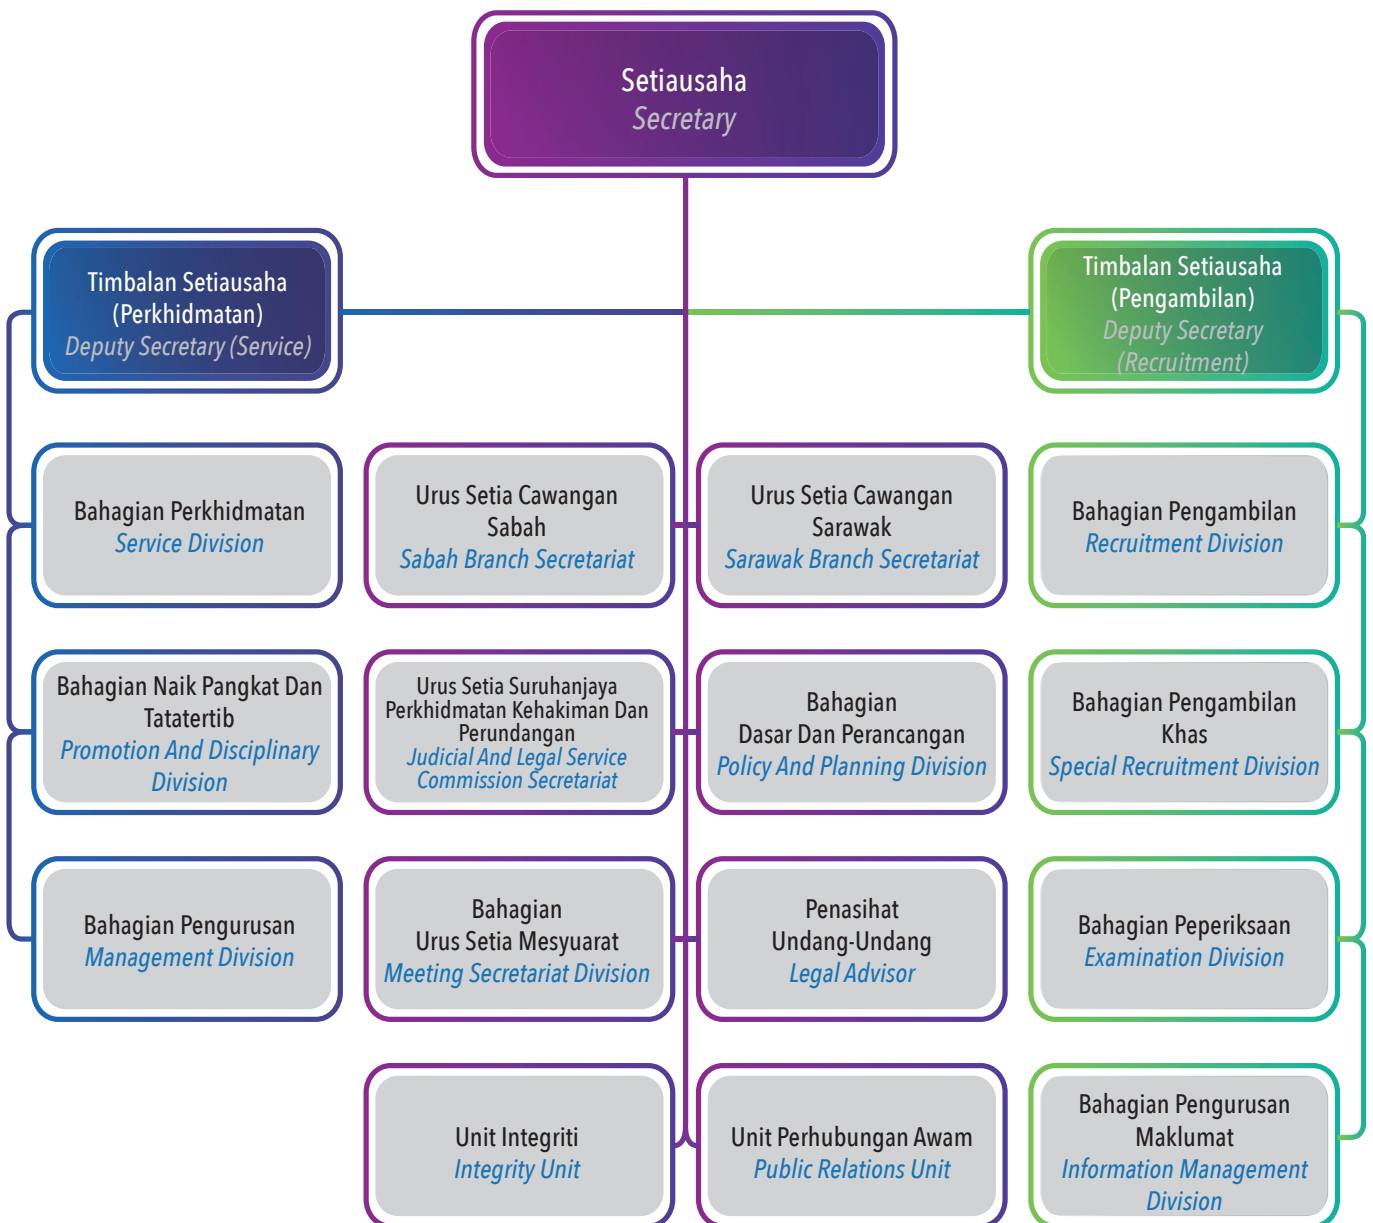 Setiausaha
Secretary
Timbalan Setiausaha
(Perkhidmatan)
Deputy Secretary (Service)
Timbalan Setiausaha
(Pengambilan)
Deputy Secretary
(Recruitment)
Bahagian Perkhidmatan
Service Division
Urus Setia Cawangan
Sabah
Sabah Branch Secretariat
Urus Setia Cawangan
Sarawak
Sarawak Branch Secretariat
Bahagian Pengambilan
Recruitment Division
Bahagian Naik Pangkat Dan
Tatatertib
Promotion And Disciplinary
Division
Urus Setia Suruhanjaya
Perkhidmatan Kehakiman Dan
Perundangan
Judicial And Legal Service
Commission Secretariat
Bahagian
Dasar Dan Perancangan
Policy And Planning Division
Bahagian Pengambilan
Khas
Special Recruitment Division
Bahagian Pengurusan
Management Division
Bahagian
Urus Setia Mesyuarat
Meeting Secretariat Division
Penasihat
Undang-Undang
Legal Advisor
Bahagian Peperiksaan
Examination Division
Unit Integriti
Integrity Unit
Unit Perhubungan Awam
Public Relations Unit
Bahagian Pengurusan
Maklumat
Information Management
Division